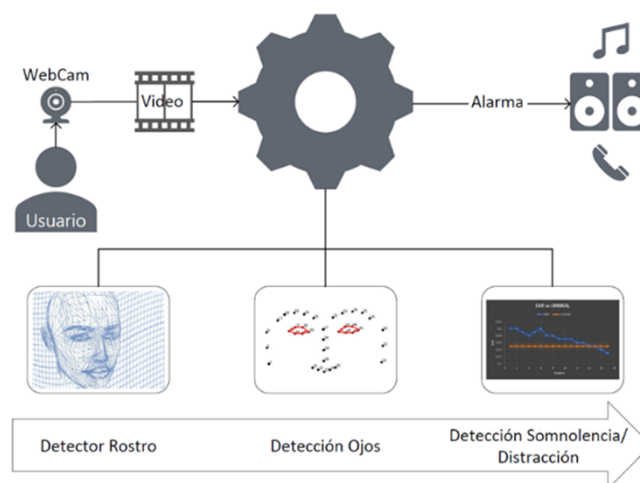 WebCam
Video
Alarma
Usuario
EAR vs UMBRAL
Detector Rostro
Detección Ojos
Detección Somnolencia/
Distracción